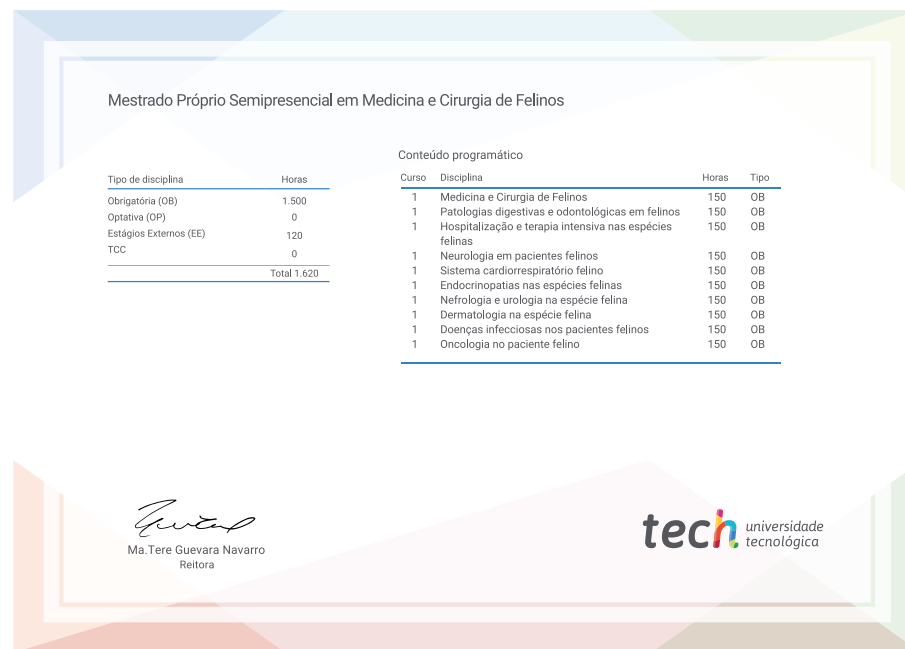 Mestrado Próprio Semipresencial em Medicina e Cirurgia de Felinos
Tipo de disciplina Horas
Obrigatória (OB) 1.500
Optativa (OP) 0
Estágios Externos (EE) 120
TCC 0
Total 1.620
Conteúdo programático
Curso Disciplina Horas Tipo
1 Medicina e Cirurgia de Felinos 150 OB
1 Patologias digestivas e odontológicas em felinos 150 OB
1 Hospitalização e terapia intensiva nas espécies 150 OB
felinas
1 Neurologia em pacientes felinos 150 OB
1 Sistema cardiorrespiratório felino 150 OB
1 Endocrinopatias nas espécies felinas 150 OB
1 Nefrologia e urologia na espécie felina 150 OB
1 Dermatologia na espécie felina 150 OB
1 Doenças infecciosas nos pacientes felinos 150 OB
1 Oncologia no paciente felino 150 OB
Ma.Tere Guevara Navarro
Reitora
tech universidade
tecnológica